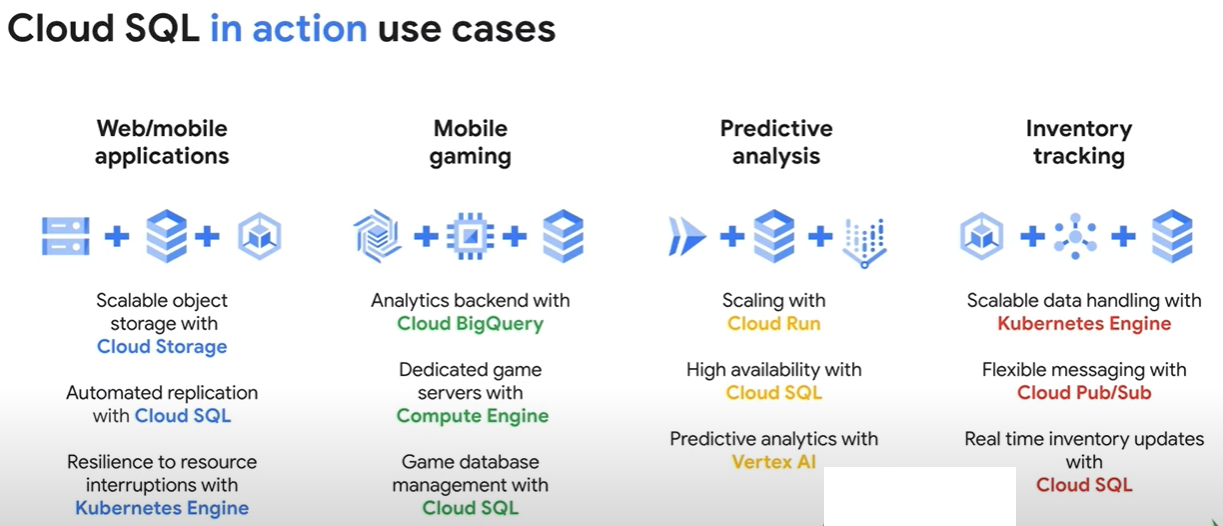 Cloud SQL in action use cases
Web/mobile
applications
Scalable object
storage with
Cloud Storage
Automated replication
with Cloud SQL
Resilience to resource
interruptions with
Kubernetes Engine
Mobile
gaming
Analytics backend with
Cloud BigQuery
Dedicated game
servers with
Compute Engine
Game database
management with
Cloud SQL
Predictive
analysis
Scaling with
Cloud Run
High availability with
Cloud SQL
Predictive analytics with
Vertex AI
Inventory
tracking
Scalable data handling with
Kubernetes Engine
Flexible messaging with
Cloud Pub/Sub
Real time inventory updates
with
Cloud SQL